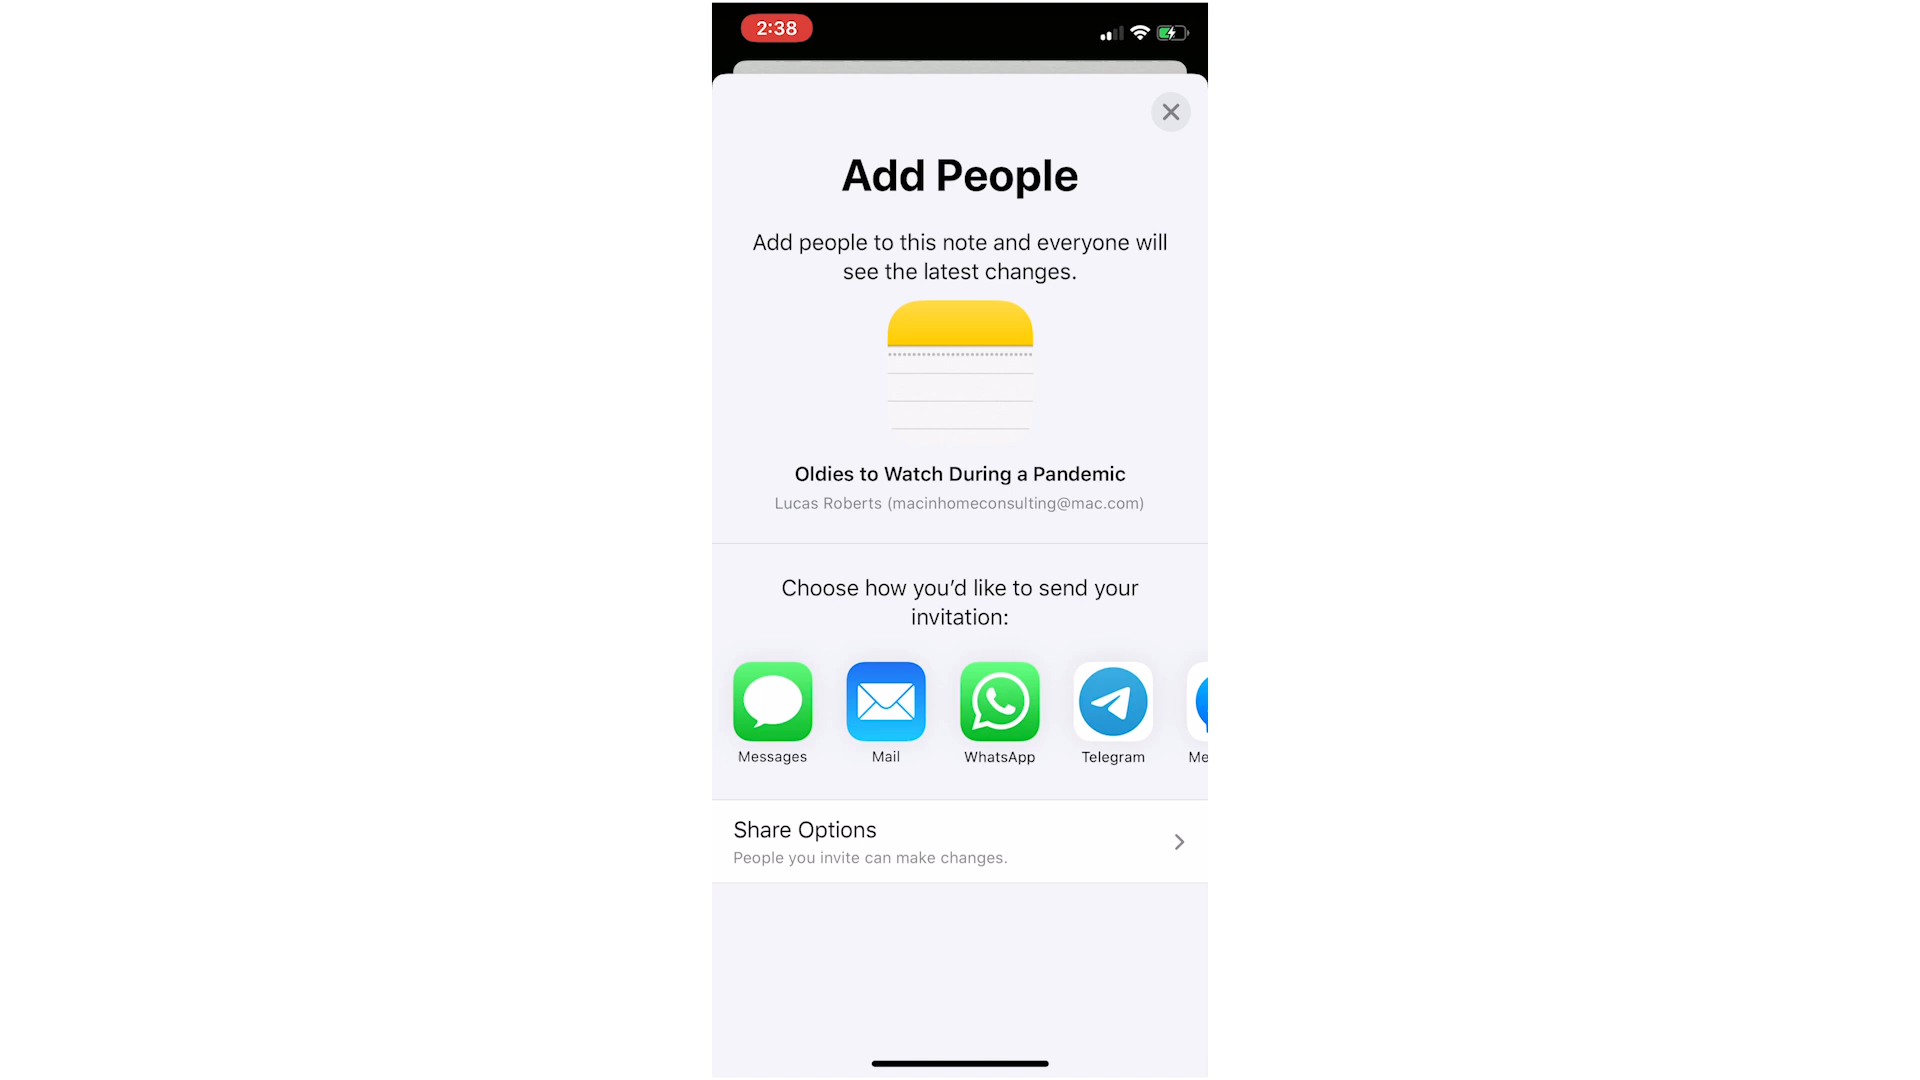 2:38
Add People
Add people to this note and everyone will
see the latest changes.
Oldies to Watch During a Pandemic
Lucas Roberts (macinhomeconsulting@mac.com)
Choose how you’d like to send your
invitation:
Messages Mail WhatsApp Telegram Me
Share Options
People you invite can make changes.